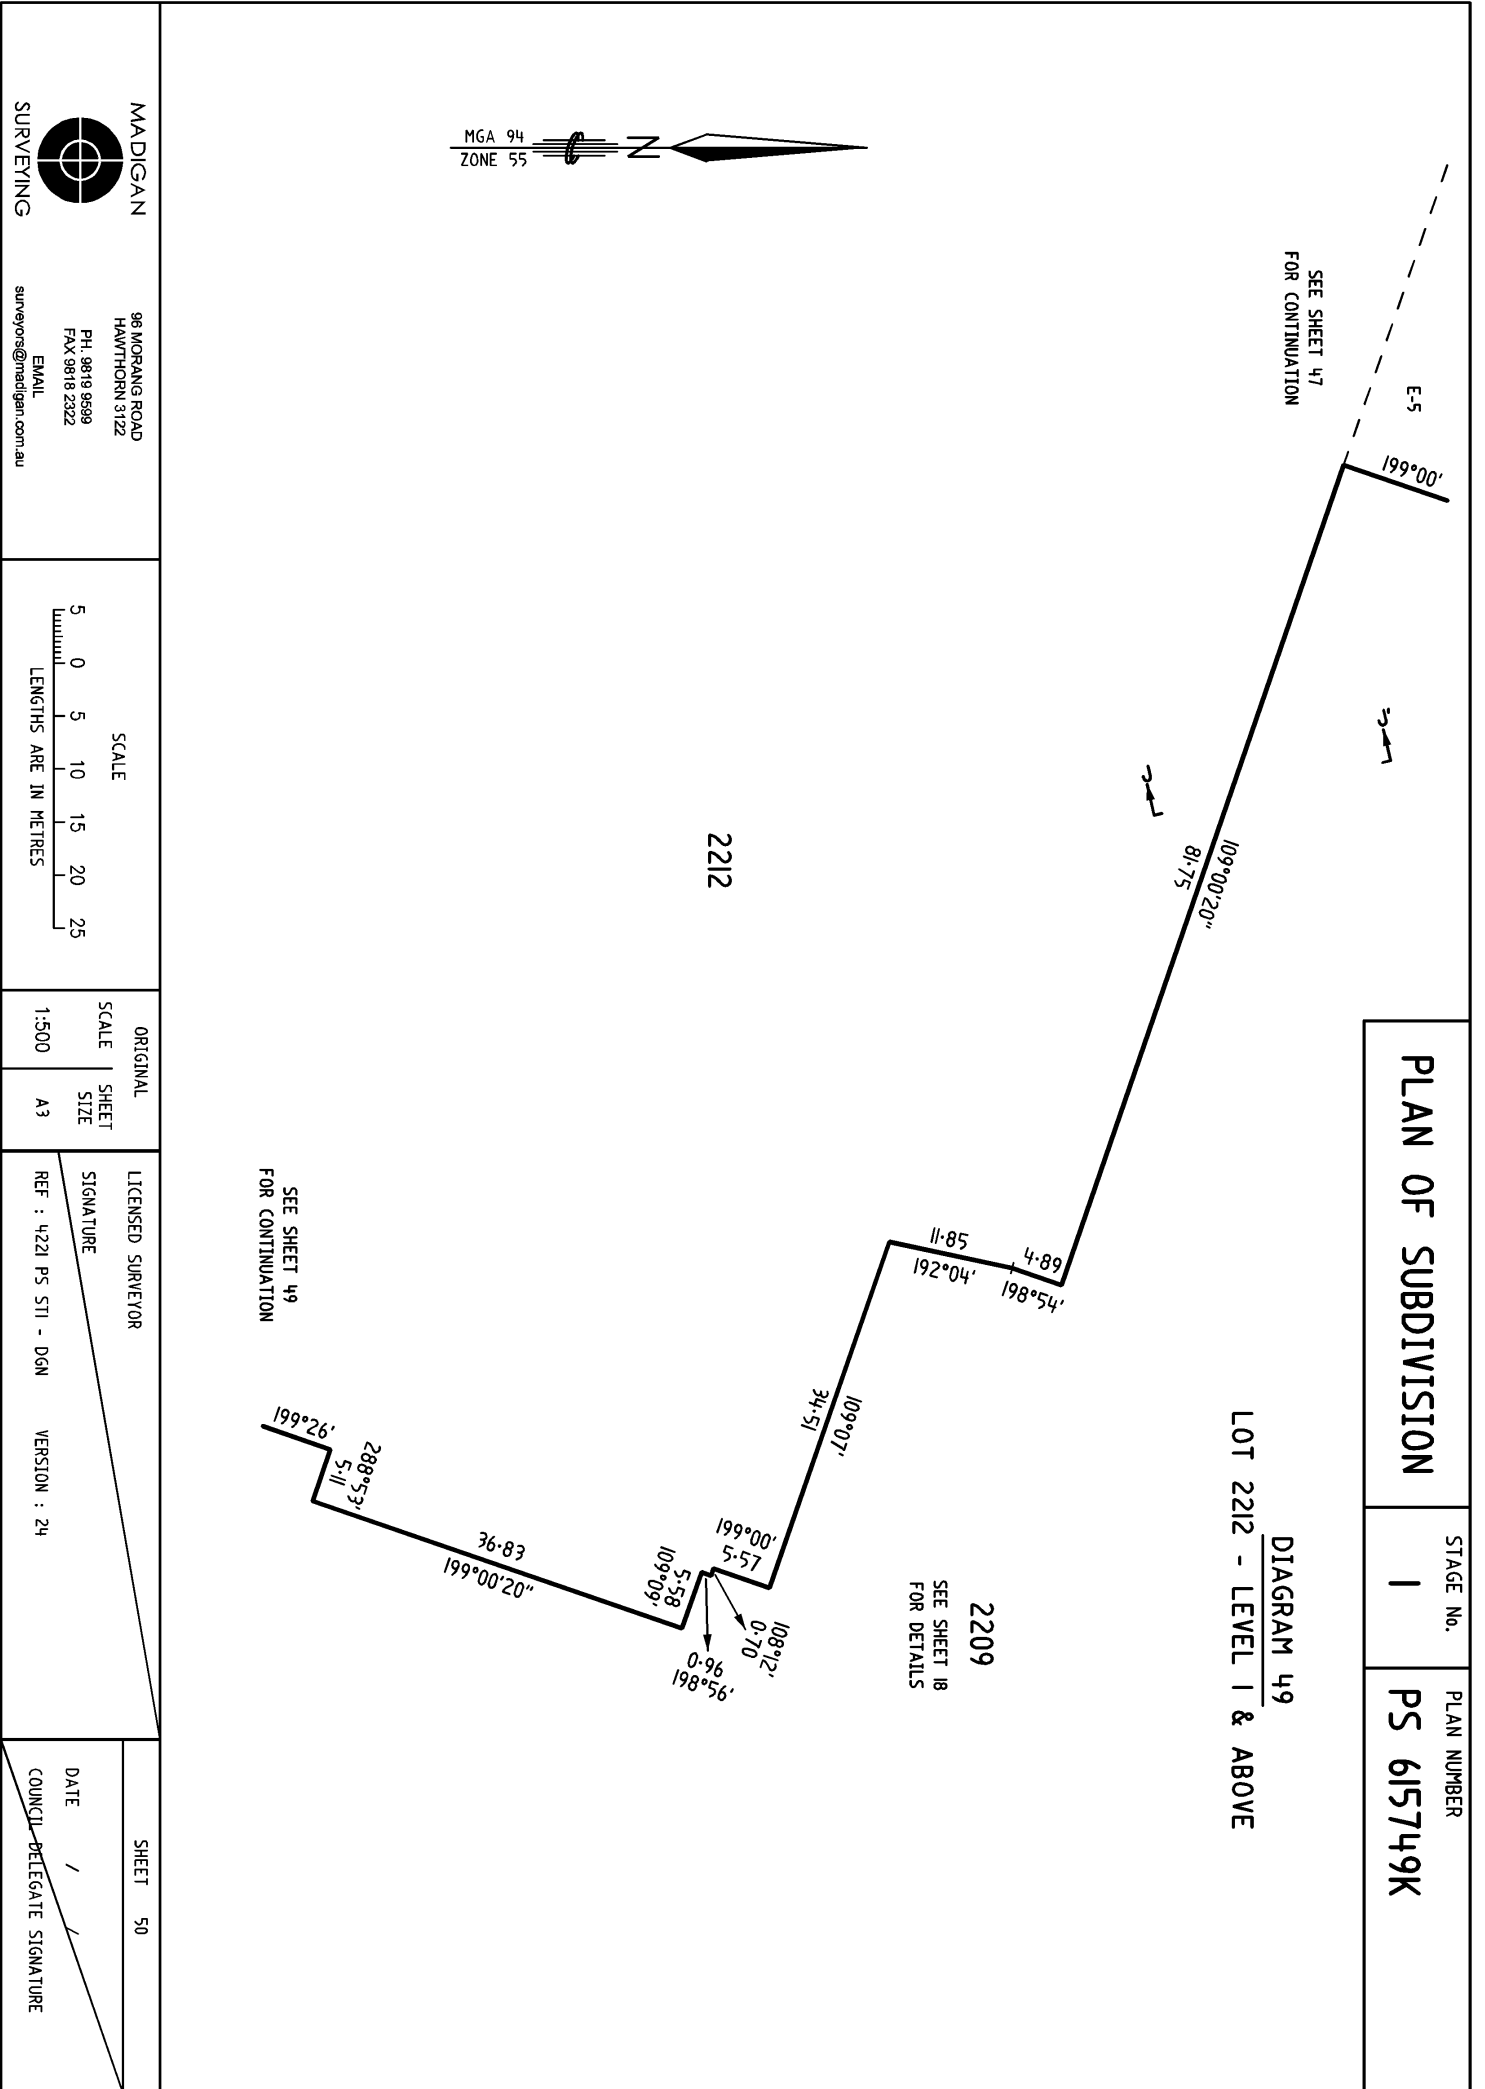 PLAN OF SUBDIVISION
STAGE No.
1
PLAN NUMBER
PS 615749K
DIAGRAM 49
LOT 2212 - LEVEL 1 & ABOVE
E-5
199°00'
SEE SHEET 47
FOR CONTINUATION
109°00'20"
81·75
4·89
198°54'
11·85
192°04'
2209
SEE SHEET 18
FOR DETAILS
2212
109°07'
34·51
199°00'
5·57
108°12'
0·70
0·96
198°56'
5·58
109°09'
36·83
199°00'20"
288°53'
5·11
199°26'
SEE SHEET 49
FOR CONTINUATION
MGA 94
ZONE 55
N
MADIGAN
SURVEYING
96 MORANG ROAD
HAWTHORN 3122
PH. 9819 9599
FAX 9818 2322
EMAIL
surveyors@madigan.com.au
SCALE
5 0 5 10 15 20 25
LENGTHS ARE IN METRES
ORIGINAL
SCALE
SHEET
SIZE
1:500
A3
LICENSED SURVEYOR
SIGNATURE
REF : 4221 PS ST1 - DGN VERSION : 24
SHEET 50
DATE / /
COUNCIL DELEGATE SIGNATURE